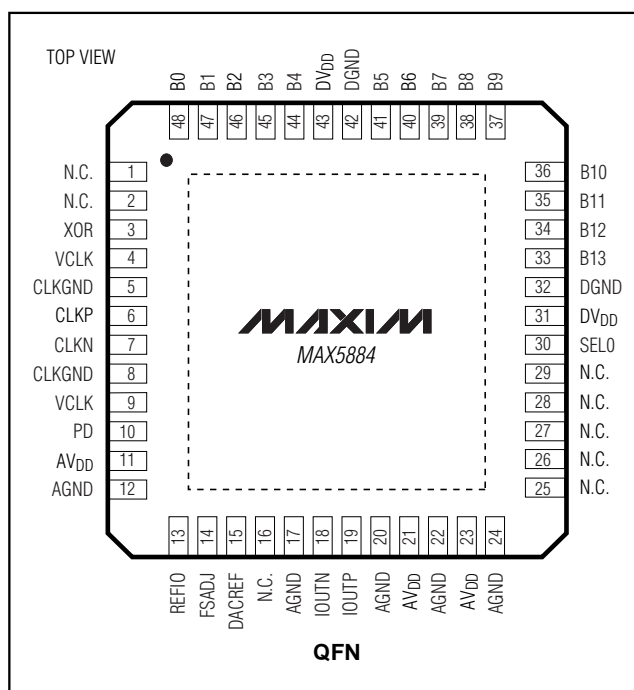 TOP VIEW
B0 B1 B2 B3 B4 DVDD DGND B5 B6 B7 B8 B9
48 47 46 45 44 43 42 41 40 39 38 37
N.C. 1
N.C. 2
XOR 3
VCLK 4
CLKGND 5
CLKP 6
CLKN 7
CLKGND 8
VCLK 9
PD 10
AVDD 11
AGND 12
MAXIM
MAX5884
36 B10
35 B11
34 B12
33 B13
32 DGND
31 DVDD
30 SEL0
29 N.C.
28 N.C.
27 N.C.
26 N.C.
25 N.C.
13 14 15 16 17 18 19 20 21 22 23 24
REFIO FSADJ DACREF N.C. AGND IOUTN IOUTP AGND AVDD AGND AVDD AGND
QFN